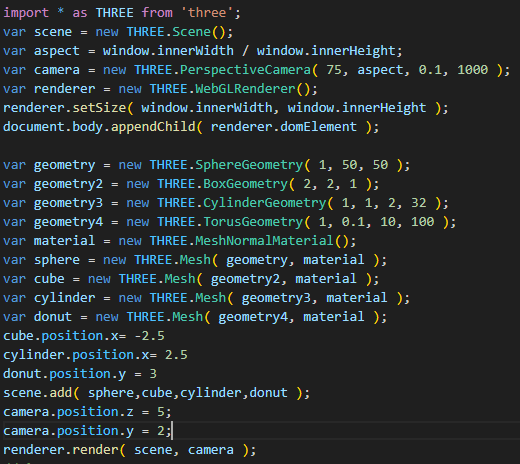 import * as THREE from 'three';
var scene = new THREE.Scene();
var aspect = window.innerWidth / window.innerHeight;
var camera = new THREE.PerspectiveCamera( 75, aspect, 0.1, 1000 );
var renderer = new THREE.WebGLRenderer();
renderer.setSize( window.innerWidth, window.innerHeight );
document.body.appendChild( renderer.domElement );

var geometry = new THREE.SphereGeometry( 1, 50, 50 );
var geometry2 = new THREE.BoxGeometry( 2, 2, 1 );
var geometry3 = new THREE.CylinderGeometry( 1, 1, 2, 32 );
var geometry4 = new THREE.TorusGeometry( 1, 0.1, 10, 100 );
var material = new THREE.MeshNormalMaterial();
var sphere = new THREE.Mesh( geometry, material );
var cube = new THREE.Mesh( geometry2, material );
var cylinder = new THREE.Mesh( geometry3, material );
var donut = new THREE.Mesh( geometry4, material );
cube.position.x= -2.5
cylinder.position.x= 2.5
donut.position.y = 3
scene.add( sphere,cube,cylinder,donut );
camera.position.z = 5;
camera.position.y = 2;
renderer.render( scene, camera );